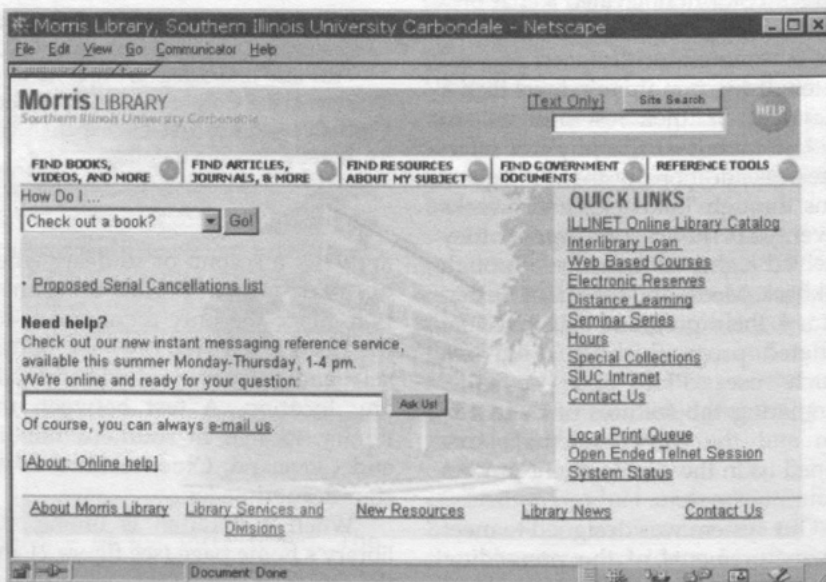 Morris Library, Southern Illinois University Carbondale - Netscape
File Edit View Go Communicator Help
Morris LIBRARY
Southern Illinois University Carbondale
[Text Only] Site Search
HELP
FIND BOOKS, VIDEOS, AND MORE
FIND ARTICLES, JOURNALS, & MORE
FIND RESOURCES ABOUT MY SUBJECT
FIND GOVERNMENT DOCUMENTS
REFERENCE TOOLS
How Do I ...
Check out a book? Go!
· Proposed Serial Cancellations list
Need help?
Check out our new instant messaging reference service,
available this summer Monday-Thursday, 1-4 pm.
We're online and ready for your question:
Ask Us!
Of course, you can always e-mail us.
[About: Online help]
QUICK LINKS
ILLINET Online Library Catalog
Interlibrary Loan
Web Based Courses
Electronic Reserves
Distance Learning
Seminar Series
Hours
Special Collections
SIUC Intranet
Contact Us
Local Print Queue
Open Ended Telnet Session
System Status
About Morris Library
Library Services and Divisions
New Resources
Library News
Contact Us
Document: Done